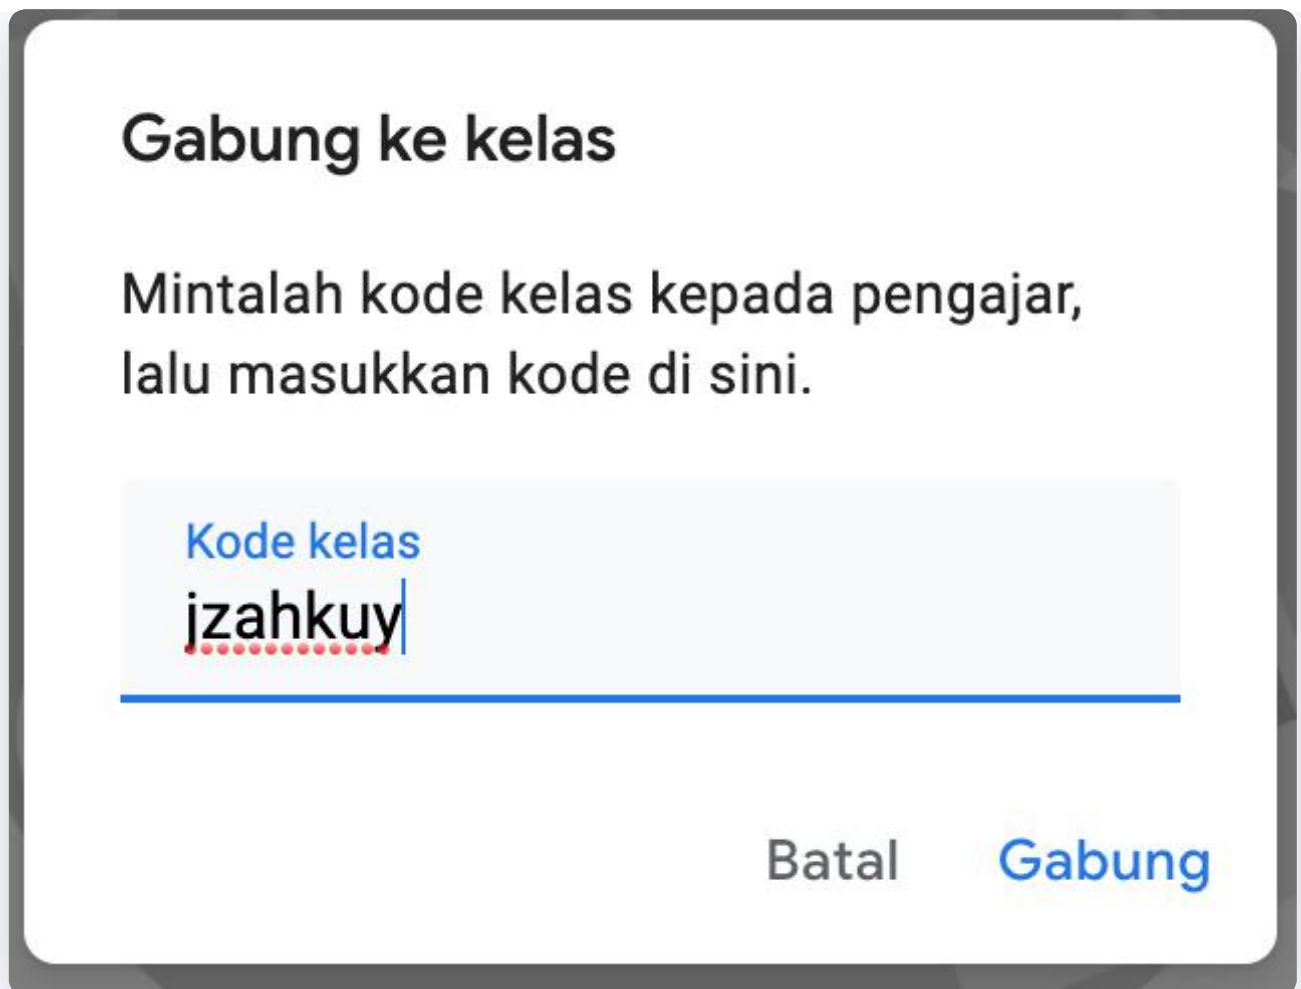 Gabung ke kelas
Mintalah kode kelas kepada pengajar,
lalu masukkan kode di sini.
Kode kelas
jzahkuy
Batal Gabung